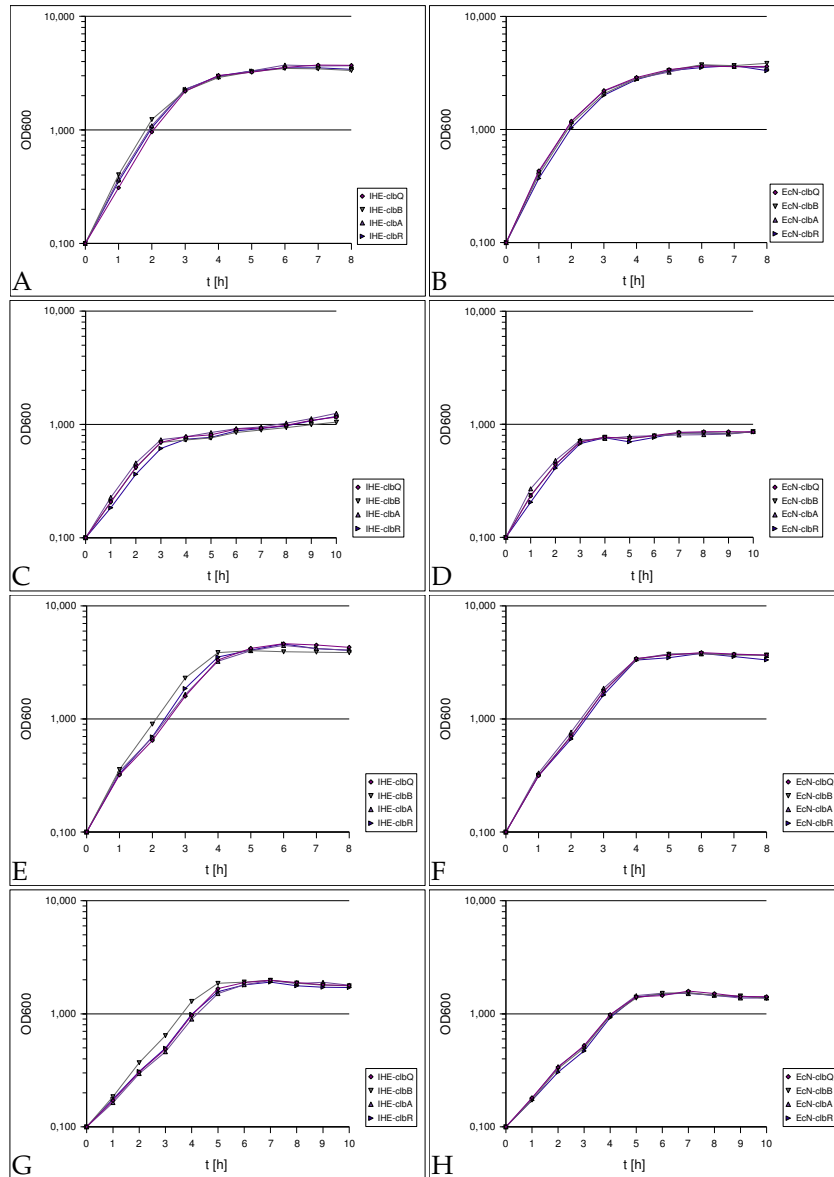 10,000
1,000
0,100
OD600
0 1 2 3 4 5 6 7 8
t [h]
IHE-clbQ
IHE-clbB
IHE-clbA
IHE-clbR
A
10,000
1,000
0,100
OD600
0 1 2 3 4 5 6 7 8
t [h]
EcN-clbQ
EcN-clbB
EcN-clbA
EcN-clbR
B
10,000
1,000
0,100
OD600
0 1 2 3 4 5 6 7 8 9 10
t [h]
IHE-clbQ
IHE-clbB
IHE-clbA
IHE-clbR
C
10,000
1,000
0,100
OD600
0 1 2 3 4 5 6 7 8 9 10
t [h]
EcN-clbQ
EcN-clbB
EcN-clbA
EcN-clbR
D
10,000
1,000
0,100
OD600
0 1 2 3 4 5 6 7 8
t [h]
IHE-clbQ
IHE-clbB
IHE-clbA
IHE-clbR
E
10,000
1,000
0,100
OD600
0 1 2 3 4 5 6 7 8
t [h]
EcN-clbQ
EcN-clbB
EcN-clbA
EcN-clbR
F
10,000
1,000
0,100
OD600
0 1 2 3 4 5 6 7 8 9 10
t [h]
IHE-clbQ
IHE-clbB
IHE-clbA
IHE-clbR
G
10,000
1,000
0,100
OD600
0 1 2 3 4 5 6 7 8 9 10
t [h]
EcN-clbQ
EcN-clbB
EcN-clbA
EcN-clbR
H